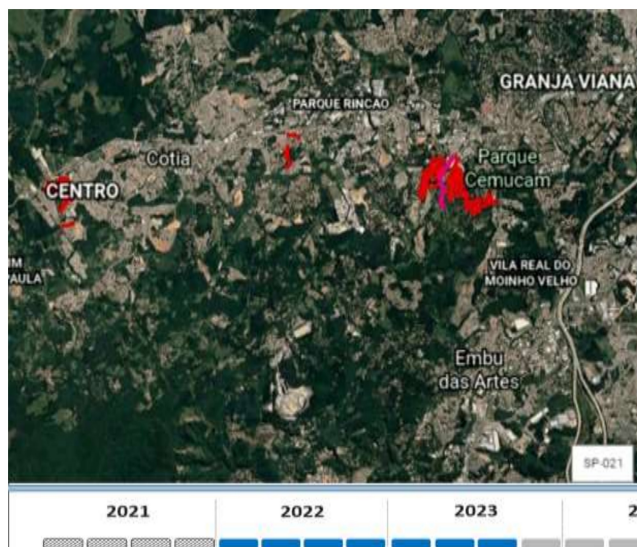 GRANJA VIANA
PARQUE RINCAO
Cotia
Parque
Cemucam
CENTRO
VILA REAL DO
MOINHO VELHO
Embu
das Artes
SP-021
2021 2022 2023